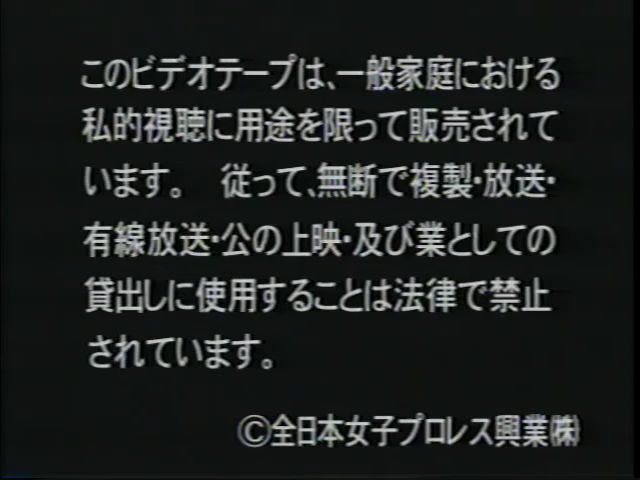 このビデオテープは、一般家庭における
私的視聴に用途を限って販売されて
います。 従って、無断で複製・放送・
有線放送・公の上映・及び業としての
貸出しに使用することは法律で禁止
されています。
©全日本女子プロレス興業㈱